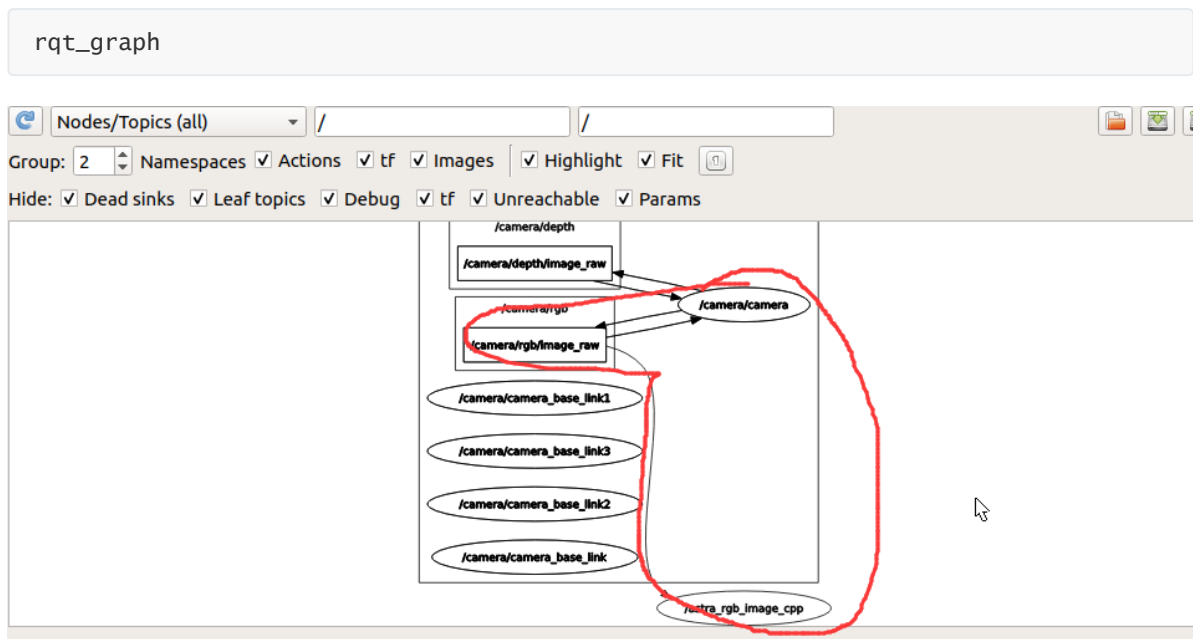 rqt_graph
Nodes/Topics (all) / /
Group: 2 Namespaces Actions tf Images Highlight Fit
Hide: Dead sinks Leaf topics Debug tf Unreachable Params
/camera/depth
/camera/depth/image_raw
/camera/camera
/camera/rgb
/camera/rgb/image_raw
/camera/camera_base_link1
/camera/camera_base_link3
/camera/camera_base_link2
/camera/camera_base_link
/astra_rgb_image_cpp